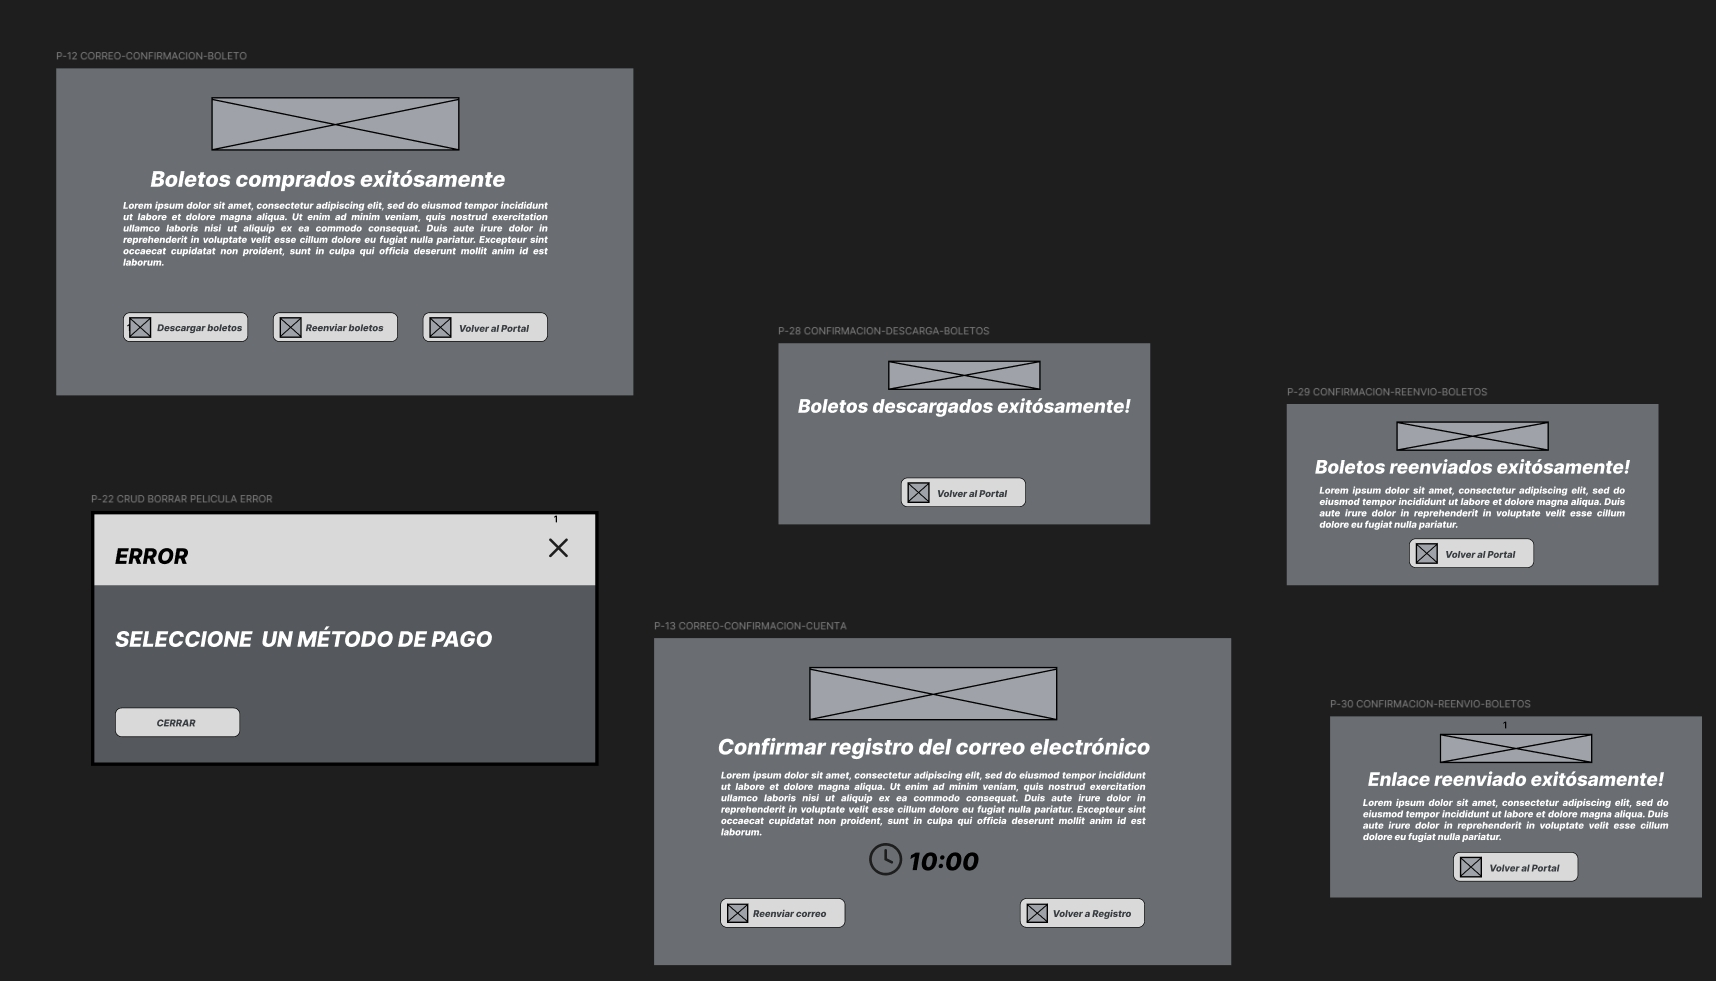 P-12 CORREO-CONFIRMACION-BOLETO
Boletos comprados exitósamente
Lorem ipsum dolor sit amet, consectetur adipiscing elit, sed do eiusmod tempor incididunt
ut labore et dolore magna aliqua. Ut enim ad minim veniam, quis nostrud exercitation
ullamco laboris nisi ut aliquip ex ea commodo consequat. Duis aute irure dolor in
reprehenderit in voluptate velit esse cillum dolore eu fugiat nulla pariatur. Excepteur sint
occaecat cupidatat non proident, sunt in culpa qui officia deserunt mollit anim id est
laborum.
Descargar boletos
Reenviar boletos
Volver al Portal
P-28 CONFIRMACION-DESCARGA-BOLETOS
Boletos descargados exitósamente!
Volver al Portal
P-29 CONFIRMACION-REENVIO-BOLETOS
Boletos reenviados exitósamente!
Lorem ipsum dolor sit amet, consectetur adipiscing elit, sed do
eiusmod tempor incididunt ut labore et dolore magna aliqua. Duis
aute irure dolor in reprehenderit in voluptate velit esse cillum
dolore eu fugiat nulla pariatur.
Volver al Portal
P-22 CRUD BORRAR PELICULA ERROR
1
ERROR
SELECCIONE UN MÉTODO DE PAGO
CERRAR
P-13 CORREO-CONFIRMACION-CUENTA
Confirmar registro del correo electrónico
Lorem ipsum dolor sit amet, consectetur adipiscing elit, sed do eiusmod tempor incididunt
ut labore et dolore magna aliqua. Ut enim ad minim veniam, quis nostrud exercitation
ullamco laboris nisi ut aliquip ex ea commodo consequat. Duis aute irure dolor in
reprehenderit in voluptate velit esse cillum dolore eu fugiat nulla pariatur. Excepteur sint
occaecat cupidatat non proident, sunt in culpa qui officia deserunt mollit anim id est
laborum.
10:00
Reenviar correo
Volver a Registro
P-30 CONFIRMACION-REENVIO-BOLETOS
1
Enlace reenviado exitósamente!
Lorem ipsum dolor sit amet, consectetur adipiscing elit, sed do
eiusmod tempor incididunt ut labore et dolore magna aliqua. Duis
aute irure dolor in reprehenderit in voluptate velit esse cillum
dolore eu fugiat nulla pariatur.
Volver al Portal